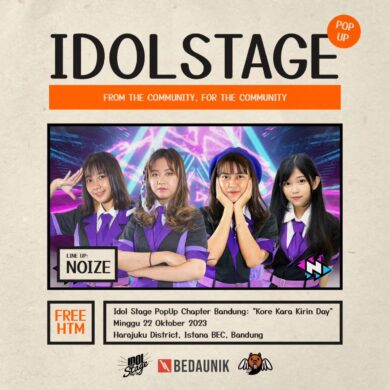 POP
UP
IDOLSTAGE
FROM THE COMMUNITY, FOR THE COMMUNITY
LINE UP:
NOIZE
FREE
HTM
Idol Stage PopUp Chapter Bandung: "Kore Kara Kirin Day"
Minggu 22 Oktober 2023
Harajuku District, Istana BEC, Bandung
IDOL
Stage
BEDAUNIK